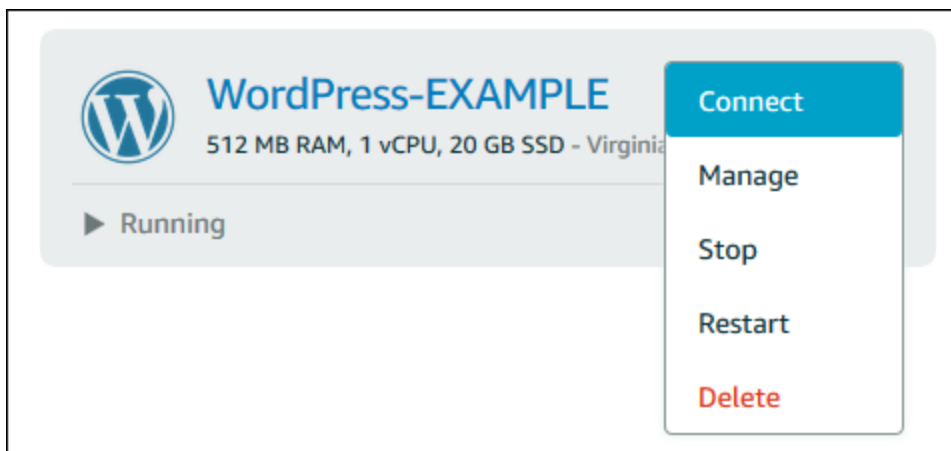 WordPress-EXAMPLE
512 MB RAM, 1 vCPU, 20 GB SSD - Virginia
Running
Connect
Manage
Stop
Restart
Delete